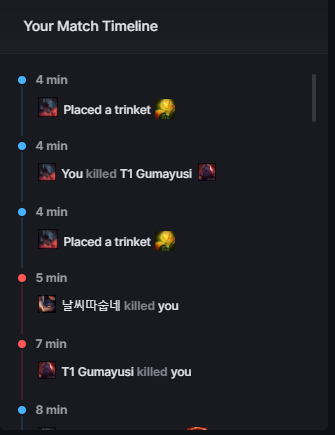 Your Match Timeline
4 min
Placed a trinket
4 min
You killed T1 Gumayusi
4 min
Placed a trinket
5 min
날씨따숩네 killed you
7 min
T1 Gumayusi killed you
8 min